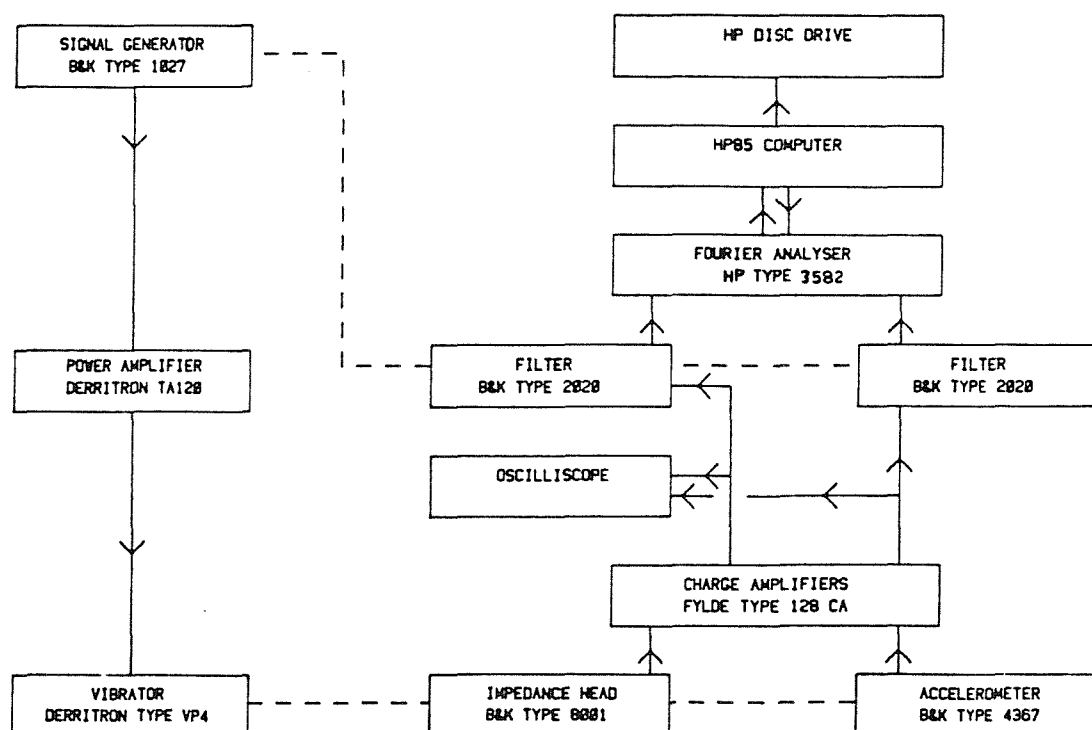 SIGNAL GENERATOR
B&K TYPE 1027
HP DISC DRIVE
HP85 COMPUTER
FOURIER ANALYSER
HP TYPE 3582
POWER AMPLIFIER
DERRITRON TA120
FILTER
B&K TYPE 2020
FILTER
B&K TYPE 2020
OSCILLISCOPE
CHARGE AMPLIFIERS
FYLDE TYPE 128 CA
VIBRATOR
DERRITRON TYPE VP4
IMPEDANCE HEAD
B&K TYPE 8001
ACCELEROMETER
B&K TYPE 4367